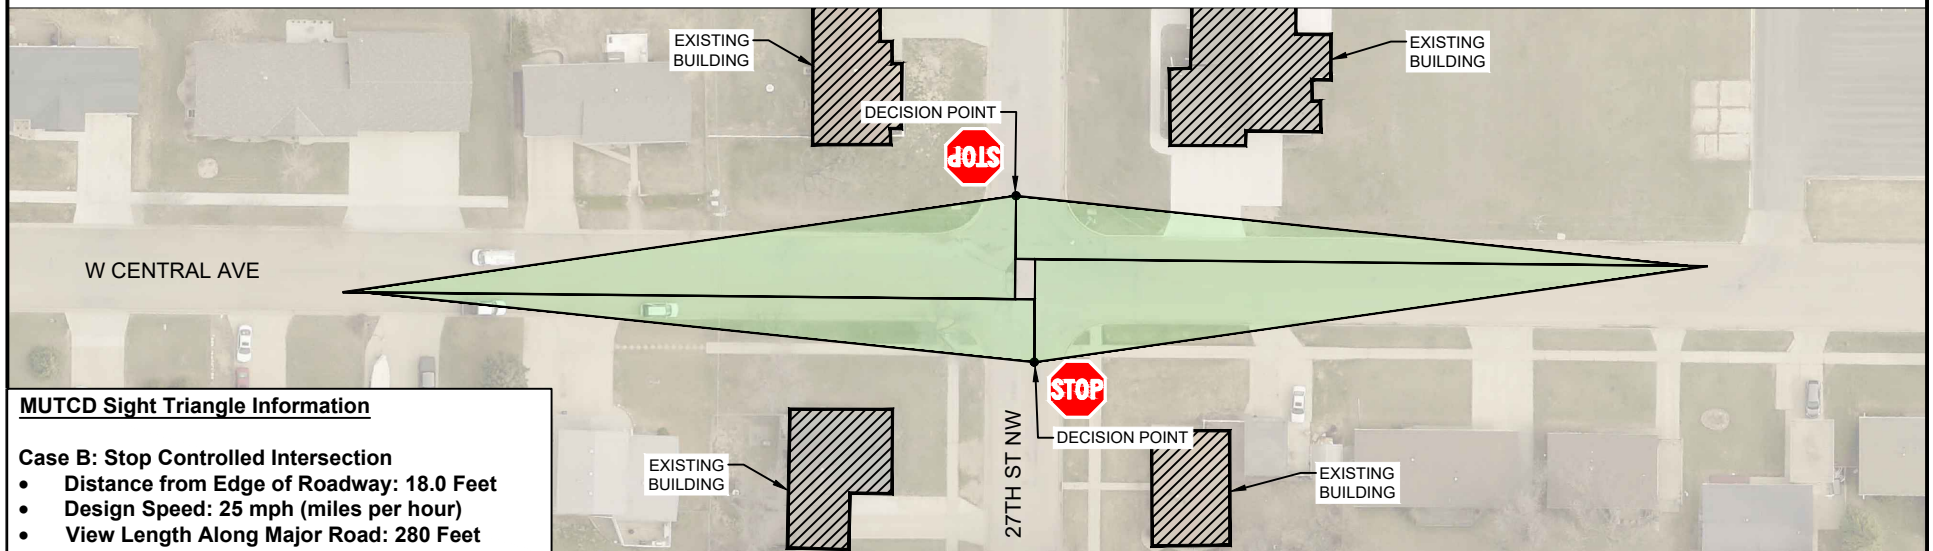 EXISTING
BUILDING
EXISTING
BUILDING
DECISION POINT
STOP
W CENTRAL AVE
STOP
DECISION POINT
27TH ST NW
EXISTING
BUILDING
EXISTING
BUILDING
MUTCD Sight Triangle Information
Case B: Stop Controlled Intersection
• Distance from Edge of Roadway: 18.0 Feet
• Design Speed: 25 mph (miles per hour)
• View Length Along Major Road: 280 Feet